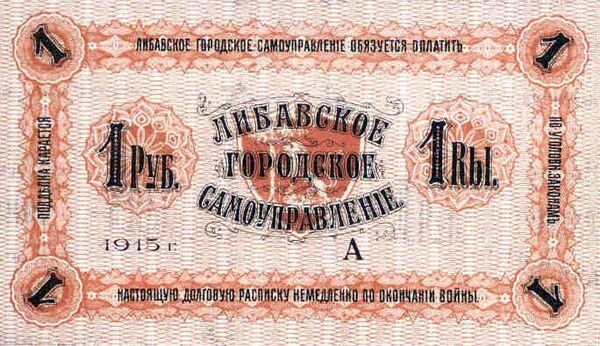 1
ЛИБАВСКОЕ ГОРОДСКОЕ САМОУПРАВЛЕНІЕ ОБЯЗУЕТСЯ ОПЛАТИТЬ
1
ПОДДѢЛКА КАРАЕТСЯ
1 РУБ.
ЛИБАВСКОЕ
ГОРОДСКОЕ
САМОУПРАВЛЕНІЕ.
1 Rbl.
ПО УГОЛОВН. ЗАКОНАМЪ.
1915 г.
А
1
НАСТОЯЩУЮ ДОЛГОВУЮ РАСПИСКУ НЕМЕДЛЕННО ПО ОКОНЧАНІИ ВОЙНЫ.
1